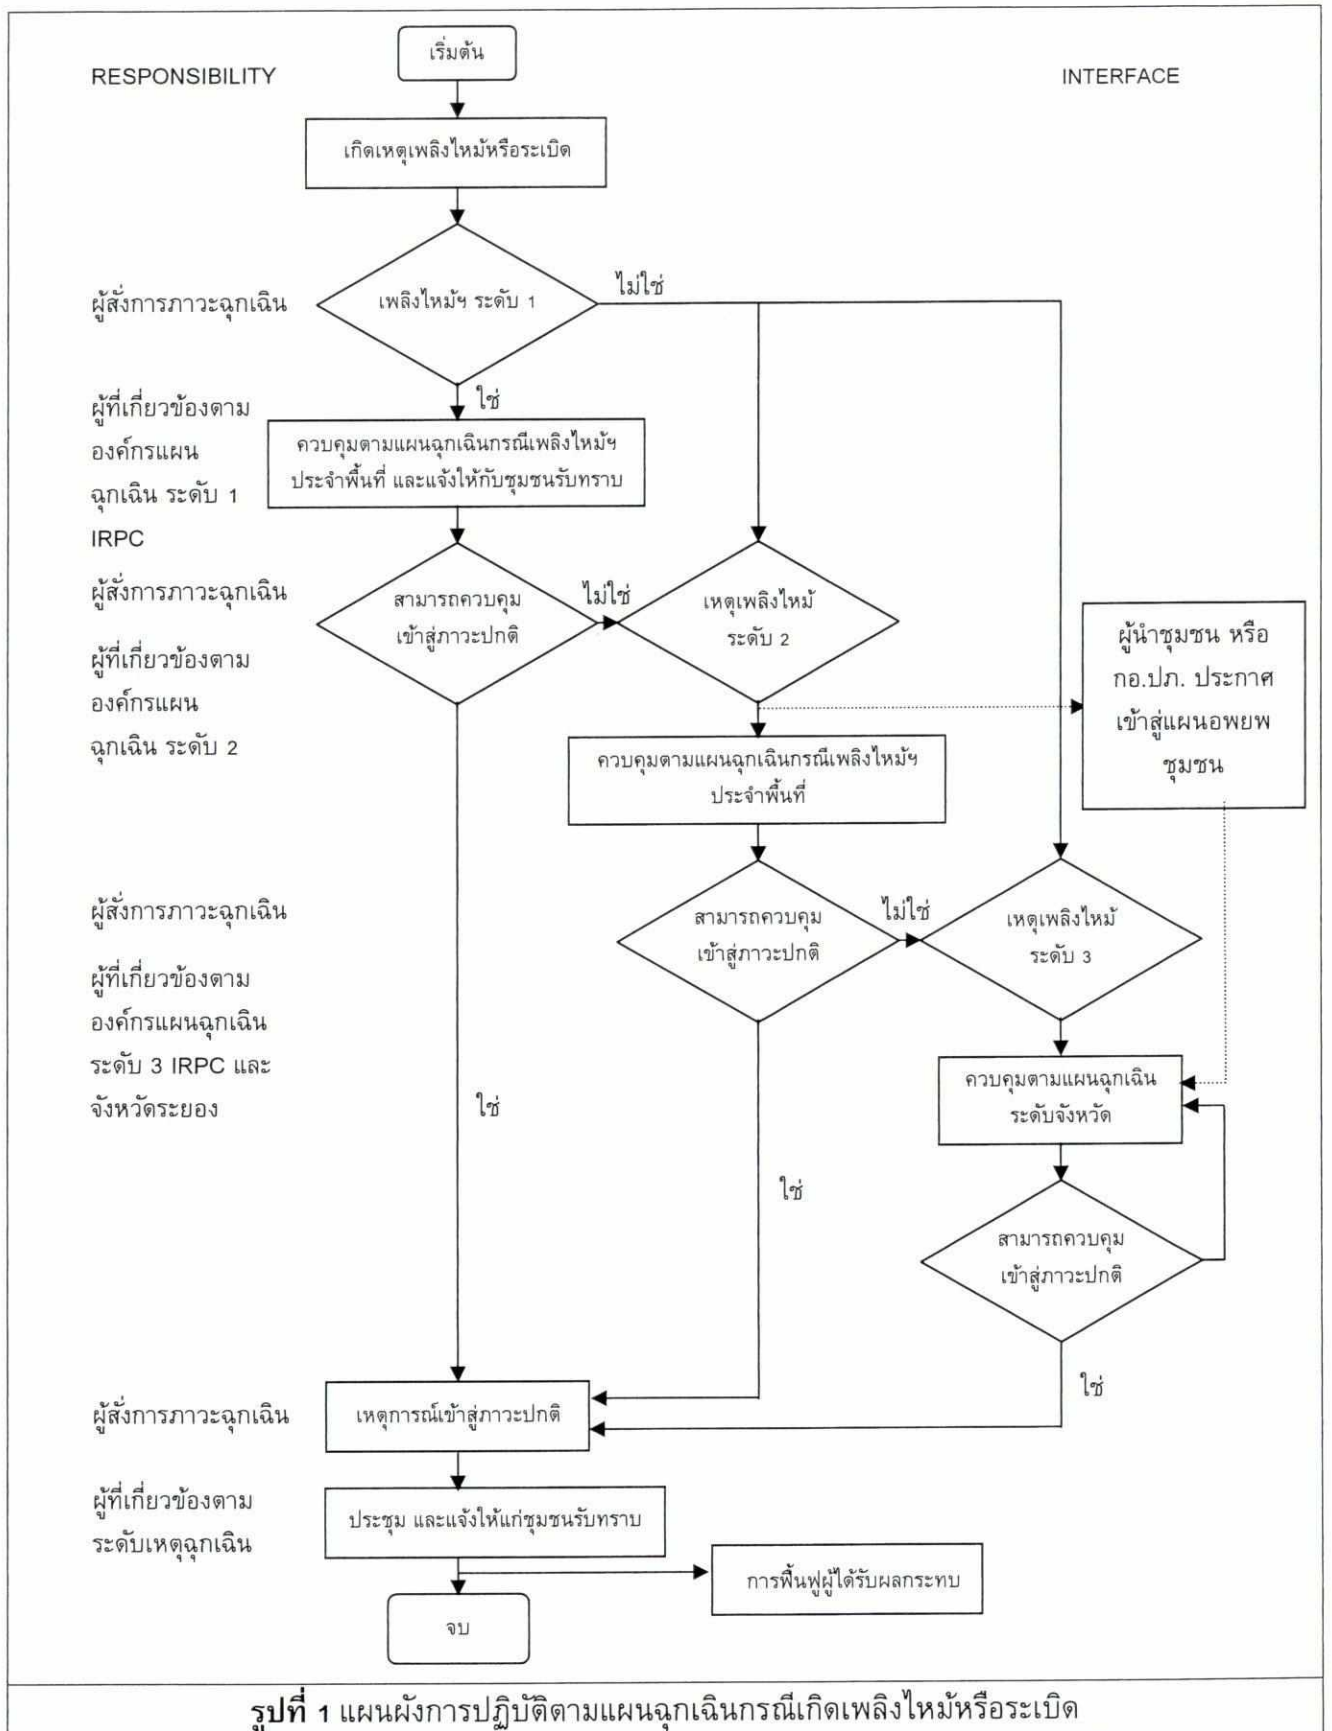 เริ่มต้น
RESPONSIBILITY
INTERFACE
เกิดเหตุเพลิงไหม้หรือระเบิด
ผู้สั่งการภาวะฉุกเฉิน
เพลิงไหม้ฯ ระดับ 1
ไม่ใช่
ใช่
ผู้ที่เกี่ยวข้องตาม
องค์กรแผน
ฉุกเฉิน ระดับ 1
IRPC
ควบคุมตามแผนฉุกเฉินกรณีเพลิงไหม้ฯ
ประจำพื้นที่ และแจ้งให้กับชุมชนรับทราบ
ผู้สั่งการภาวะฉุกเฉิน
สามารถควบคุม
เข้าสู่ภาวะปกติ
ไม่ใช่
เหตุเพลิงไหม้
ระดับ 2
ผู้นำชุมชน หรือ
กอ.ปภ. ประกาศ
เข้าสู่แผนอพยพ
ชุมชน
ผู้ที่เกี่ยวข้องตาม
องค์กรแผน
ฉุกเฉิน ระดับ 2
ควบคุมตามแผนฉุกเฉินกรณีเพลิงไหม้ฯ
ประจำพื้นที่
ผู้สั่งการภาวะฉุกเฉิน
สามารถควบคุม
เข้าสู่ภาวะปกติ
ไม่ใช่
เหตุเพลิงไหม้
ระดับ 3
ผู้ที่เกี่ยวข้องตาม
องค์กรแผนฉุกเฉิน
ระดับ 3 IRPC และ
จังหวัดระยอง
ใช่
ควบคุมตามแผนฉุกเฉิน
ระดับจังหวัด
ใช่
สามารถควบคุม
เข้าสู่ภาวะปกติ
ใช่
ผู้สั่งการภาวะฉุกเฉิน
เหตุการณ์เข้าสู่ภาวะปกติ
ผู้ที่เกี่ยวข้องตาม
ระดับเหตุฉุกเฉิน
ประชุม และแจ้งให้แก่ชุมชนรับทราบ
การฟื้นฟูผู้ได้รับผลกระทบ
จบ
รูปที่ 1 แผนผังการปฏิบัติตามแผนฉุกเฉินกรณีเกิดเพลิงไหม้หรือระเบิด